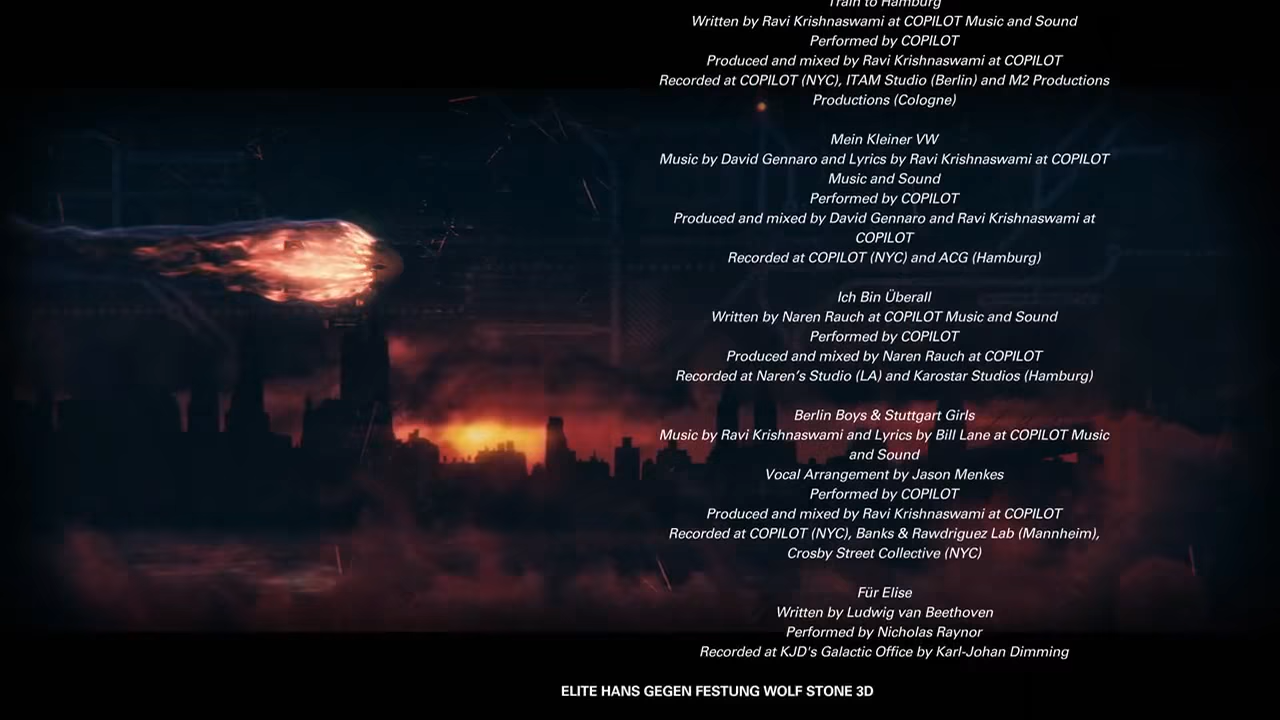 Train to Hamburg
Written by Ravi Krishnaswami at COPILOT Music and Sound
Performed by COPILOT
Produced and mixed by Ravi Krishnaswami at COPILOT
Recorded at COPILOT (NYC), ITAM Studio (Berlin) and M2 Productions
Productions (Cologne)
Mein Kleiner VW
Music by David Gennaro and Lyrics by Ravi Krishnaswami at COPILOT
Music and Sound
Performed by COPILOT
Produced and mixed by David Gennaro and Ravi Krishnaswami at
COPILOT
Recorded at COPILOT (NYC) and ACG (Hamburg)
Ich Bin Überall
Written by Naren Rauch at COPILOT Music and Sound
Performed by COPILOT
Produced and mixed by Naren Rauch at COPILOT
Recorded at Naren's Studio (LA) and Karostar Studios (Hamburg)
Berlin Boys & Stuttgart Girls
Music by Ravi Krishnaswami and Lyrics by Bill Lane at COPILOT Music
and Sound
Vocal Arrangement by Jason Menkes
Performed by COPILOT
Produced and mixed by Ravi Krishnaswami at COPILOT
Recorded at COPILOT (NYC), Banks & Rawdriguez Lab (Mannheim),
Crosby Street Collective (NYC)
Für Elise
Written by Ludwig van Beethoven
Performed by Nicholas Raynor
Recorded at KJD's Galactic Office by Karl-Johan Dimming
ELITE HANS GEGEN FESTUNG WOLF STONE 3D